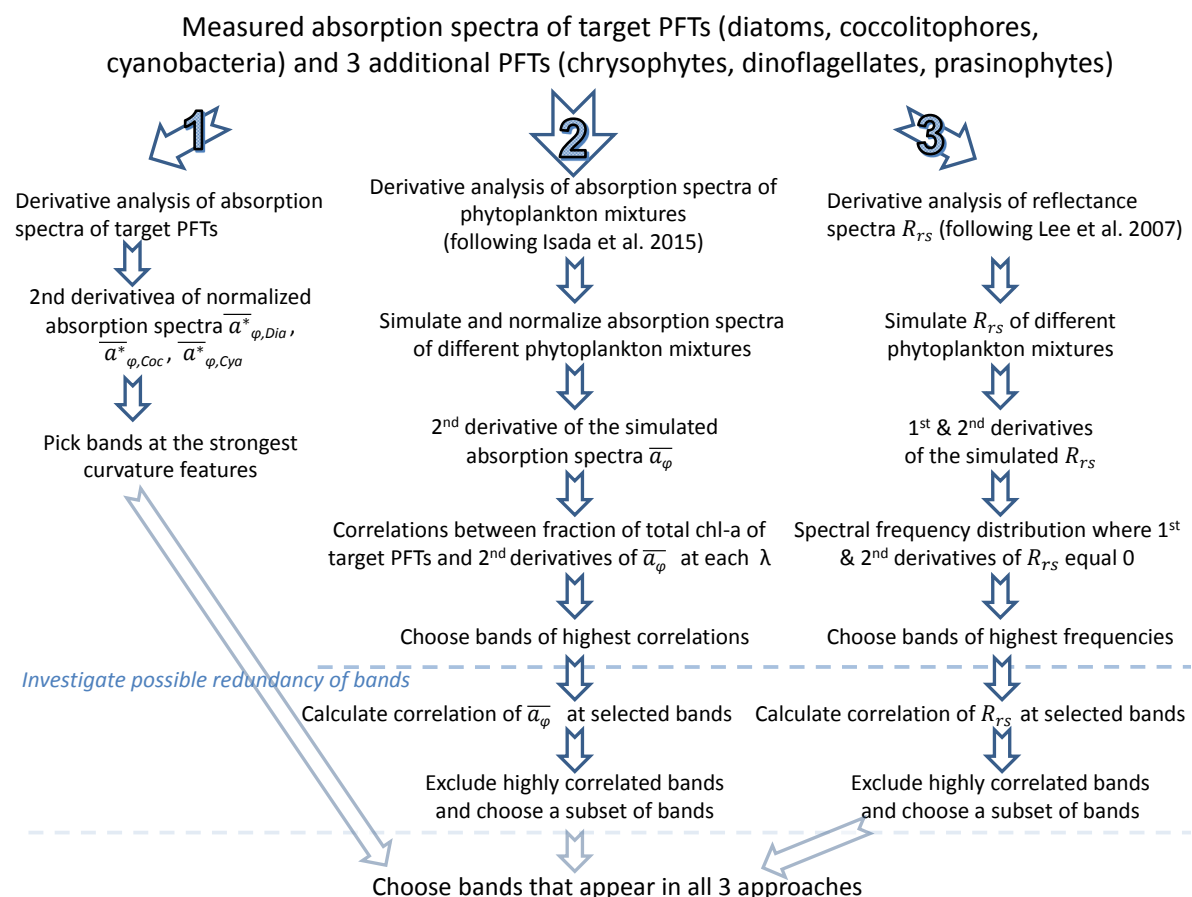 Measured absorption spectra of target PFTs (diatoms, coccolitophores,
cyanobacteria) and 3 additional PFTs (chrysophytes, dinoflagellates, prasinophytes)
1
2
3
Derivative analysis of absorption
spectra of target PFTs
2nd derivativea of normalized
absorption spectra a̅*φ,Dia ,
a̅*φ,Coc, a̅*φ,Cya
Pick bands at the strongest
curvature features
Derivative analysis of absorption spectra of
phytoplankton mixtures
(following Isada et al. 2015)
Simulate and normalize absorption spectra
of different phytoplankton mixtures
2nd derivative of the simulated
absorption spectra a̅φ
Correlations between fraction of total chl-a of
target PFTs and 2nd derivatives of a̅φ at each λ
Choose bands of highest correlations
Derivative analysis of reflectance
spectra Rrs (following Lee et al. 2007)
Simulate Rrs of different
phytoplankton mixtures
1st & 2nd derivatives
of the simulated Rrs
Spectral frequency distribution where 1st
& 2nd derivatives of Rrs equal 0
Choose bands of highest frequencies
Investigate possible redundancy of bands
Calculate correlation of a̅φ at selected bands
Exclude highly correlated bands
and choose a subset of bands
Calculate correlation of Rrs at selected bands
Exclude highly correlated bands
and choose a subset of bands
Choose bands that appear in all 3 approaches